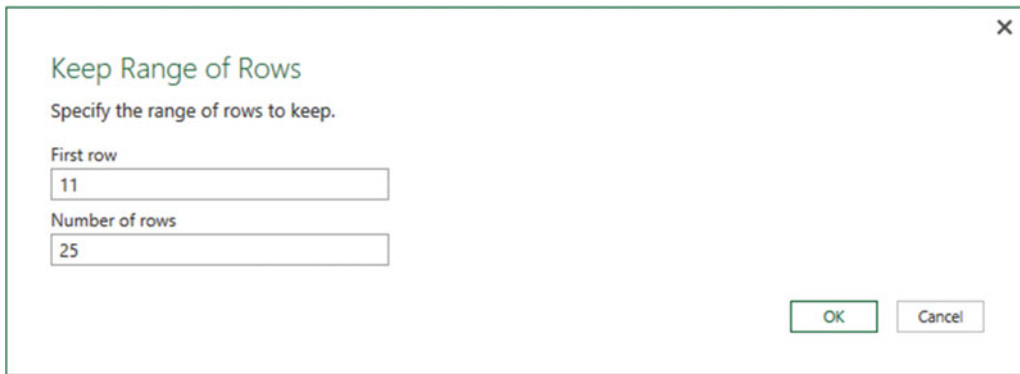 Keep Range of Rows
Specify the range of rows to keep.
First row
11
Number of rows
25
OK Cancel